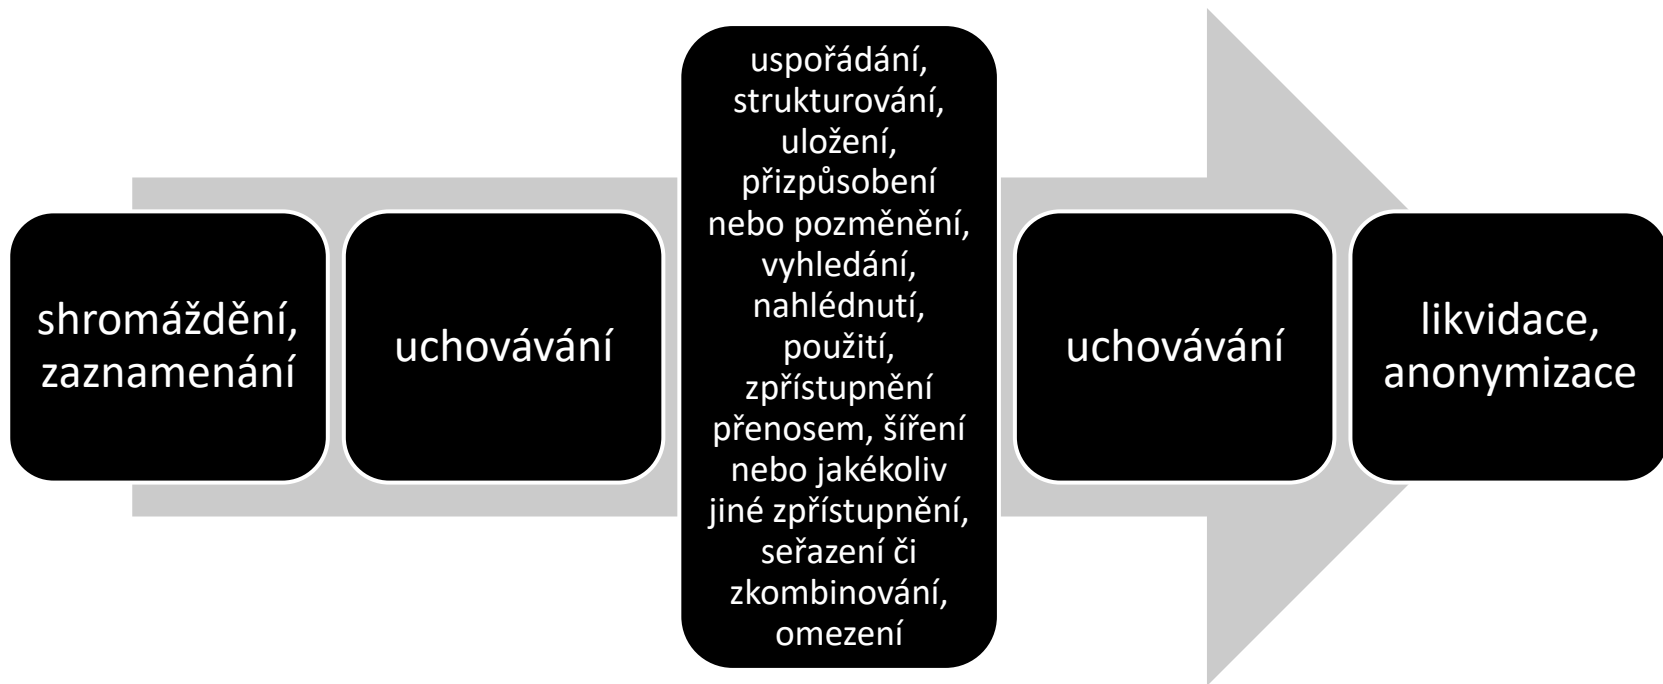 shromáždění,
zaznamenání
uchovávání
uspořádání,
strukturování,
uložení,
přizpůsobení
nebo pozměnění,
vyhledání,
nahlédnutí,
použití,
zpřístupnění
přenosem, šíření
nebo jakékoliv
jiné zpřístupnění,
seřazení či
zkombinování,
omezení
uchovávání
likvidace,
anonymizace